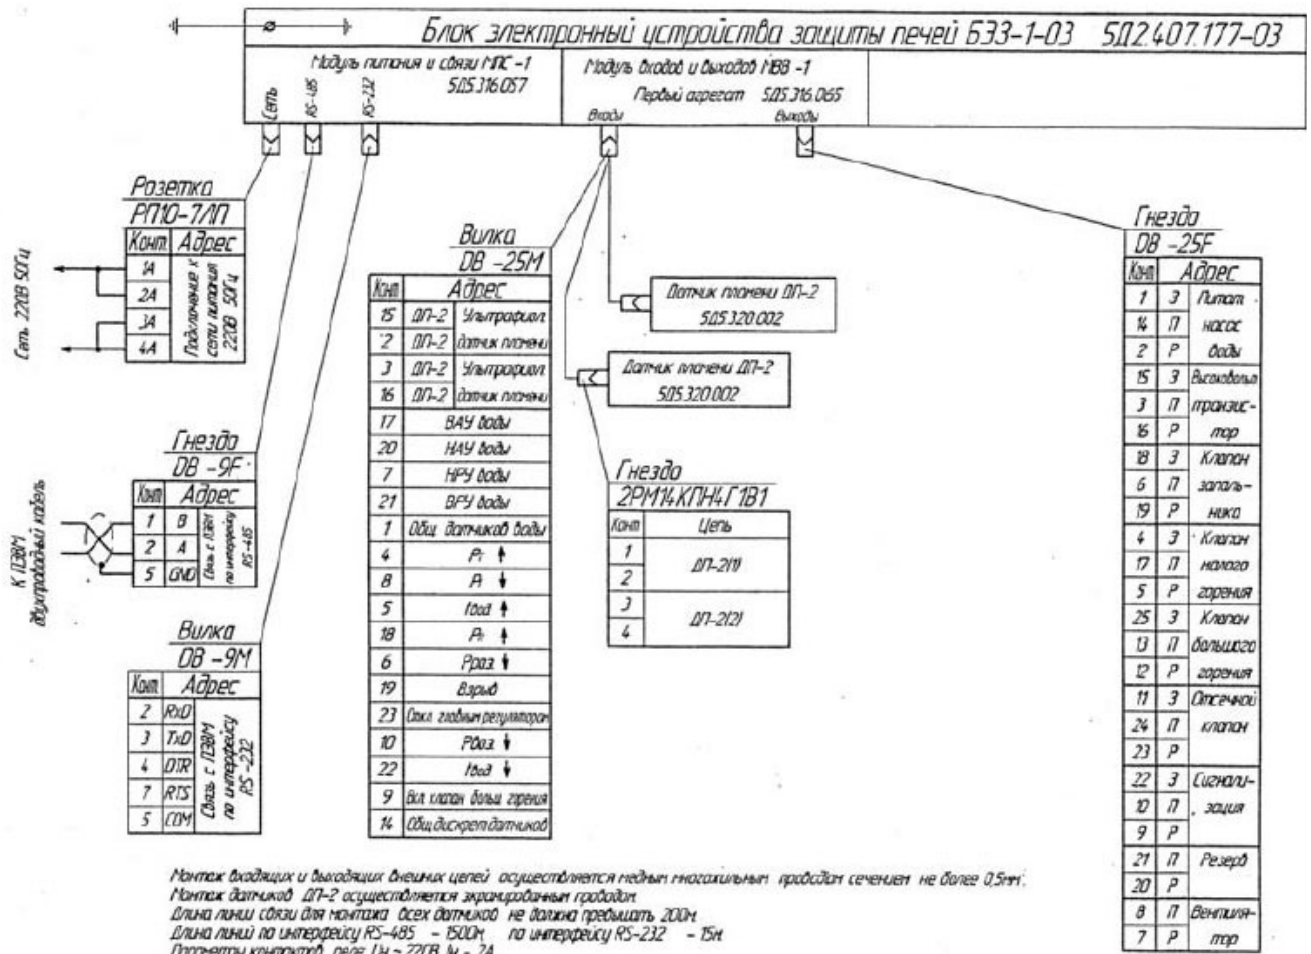 Блок электронный устройства защиты печей БЭЗ-1-03 5Д2.407.177-03
Модуль питания и связи МПС -1
5Д5.316.057
Сеть
RS-485
RS-232
Модуль входов и выходов МВВ -1
Первый агрегат 5Д5.316.065
Входы
Выходы
Розетка
РП10-7ЛП
Конт. Адрес
1А
2А
3А
4А
Подключение к
сети питания
220В 50Гц
Сеть 220В 50Гц
Гнездо
DB -9F
Конт Адрес
1 В
2 А
5 GND
Связь с ПЭВМ
по интерфейсу
RS-485
К ПЭВМ
двухпроводный кабель
Вилка
DB -9M
Конт. Адрес
2 RxD
3 TxD
4 DTR
7 RTS
5 COM
Связь с ПЭВМ
по интерфейсу
RS -232
Вилка
DB -25M
Конт Адрес
15 ДП-2 Ультрафиол.
2 ДП-2 датчик пламени
3 ДП-2 Ультрафиол.
16 ДП-2 датчик пламени
17 ВАУ воды
20 НАУ воды
7 НРУ воды
21 ВРУ воды
1 Общ. датчиков воды
4 ↑
8 ↓
5 ↑
18 ↑
6 Рраз. ↓
19 Взрыв
23 Откл. главным регулятором
10 Рвоз. ↓
22 ↓
9 Вкл. клапан больш. горения
14 Общ.дискрет.датчиков
Датчик пламени ДП-2
5Д5.320.002
Датчик пламени ДП-2
5Д5.320.002
Гнездо
2РМ14КПН4Г1В1
Конт Цепь
1
2
ДП-2(1)
3
4
ДП-2(2)
Гнездо
DB -25F
Конт Адрес
1 З Питат.
14 П насос
2 Р воды
15 З Высоковольт
3 П транзис-
16 Р тор
18 З Клапан
6 П запаль-
19 Р ника
4 З Клапан
17 П малого
5 Р горения
25 З Клапан
13 П большого
12 Р горения
11 З Отсечной
24 П клапан
23 Р
22 З Сигнали-
10 П зация
9 Р
21 П Резерв
20 Р
8 П Вентиля-
7 Р тор
Монтаж входящих и выходящих внешних цепей осуществляется медным многожильным проводом сечением не более 0,5мм².
Монтаж датчиков ДП-2 осуществляется экранированным проводом.
Длина линии связи для монтажа всех датчиков не должна превышать 200м.
Длина линий по интерфейсу RS-485 - 1500м, по интерфейсу RS-232 - 15м.
Параметры контактов реле Uн ~ 220В, Iн - 2А